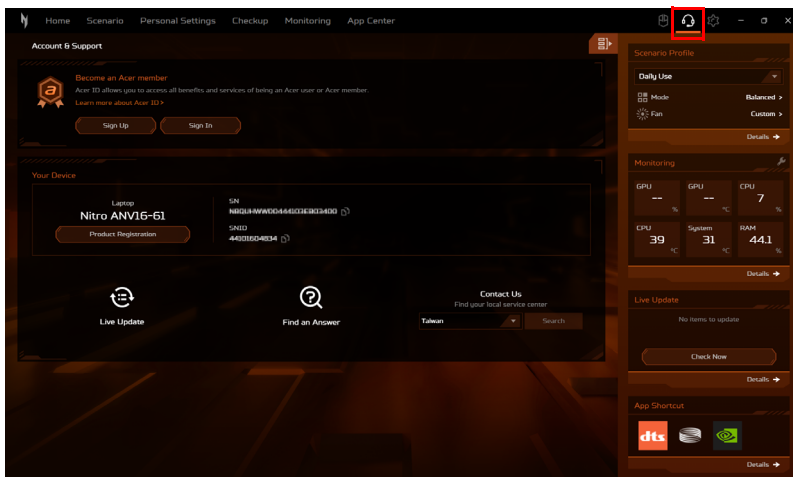 Home Scenario Personal Settings Checkup Monitoring App Center
Account & Support
Become an Acer member
Acer ID allows you to access all benefits and services of being an Acer user or Acer member.
Learn more about Acer ID >
Sign Up Sign In
Your Device
Laptop
Nitro ANV16-61
Product Registration
SN
SNID
44101604834
Live Update
Find an Answer
Contact Us
Find your local service center
Taiwan Search
Scenario Profile
Daily Use
Mode Balanced >
Fan Custom >
Details →
Monitoring
GPU GPU CPU
-- -- 7
% °C %
CPU System RAM
39 31 44.1
°C °C %
Details →
Live Update
No items to update
Check Now
Details →
App Shortcut
dts
Details →